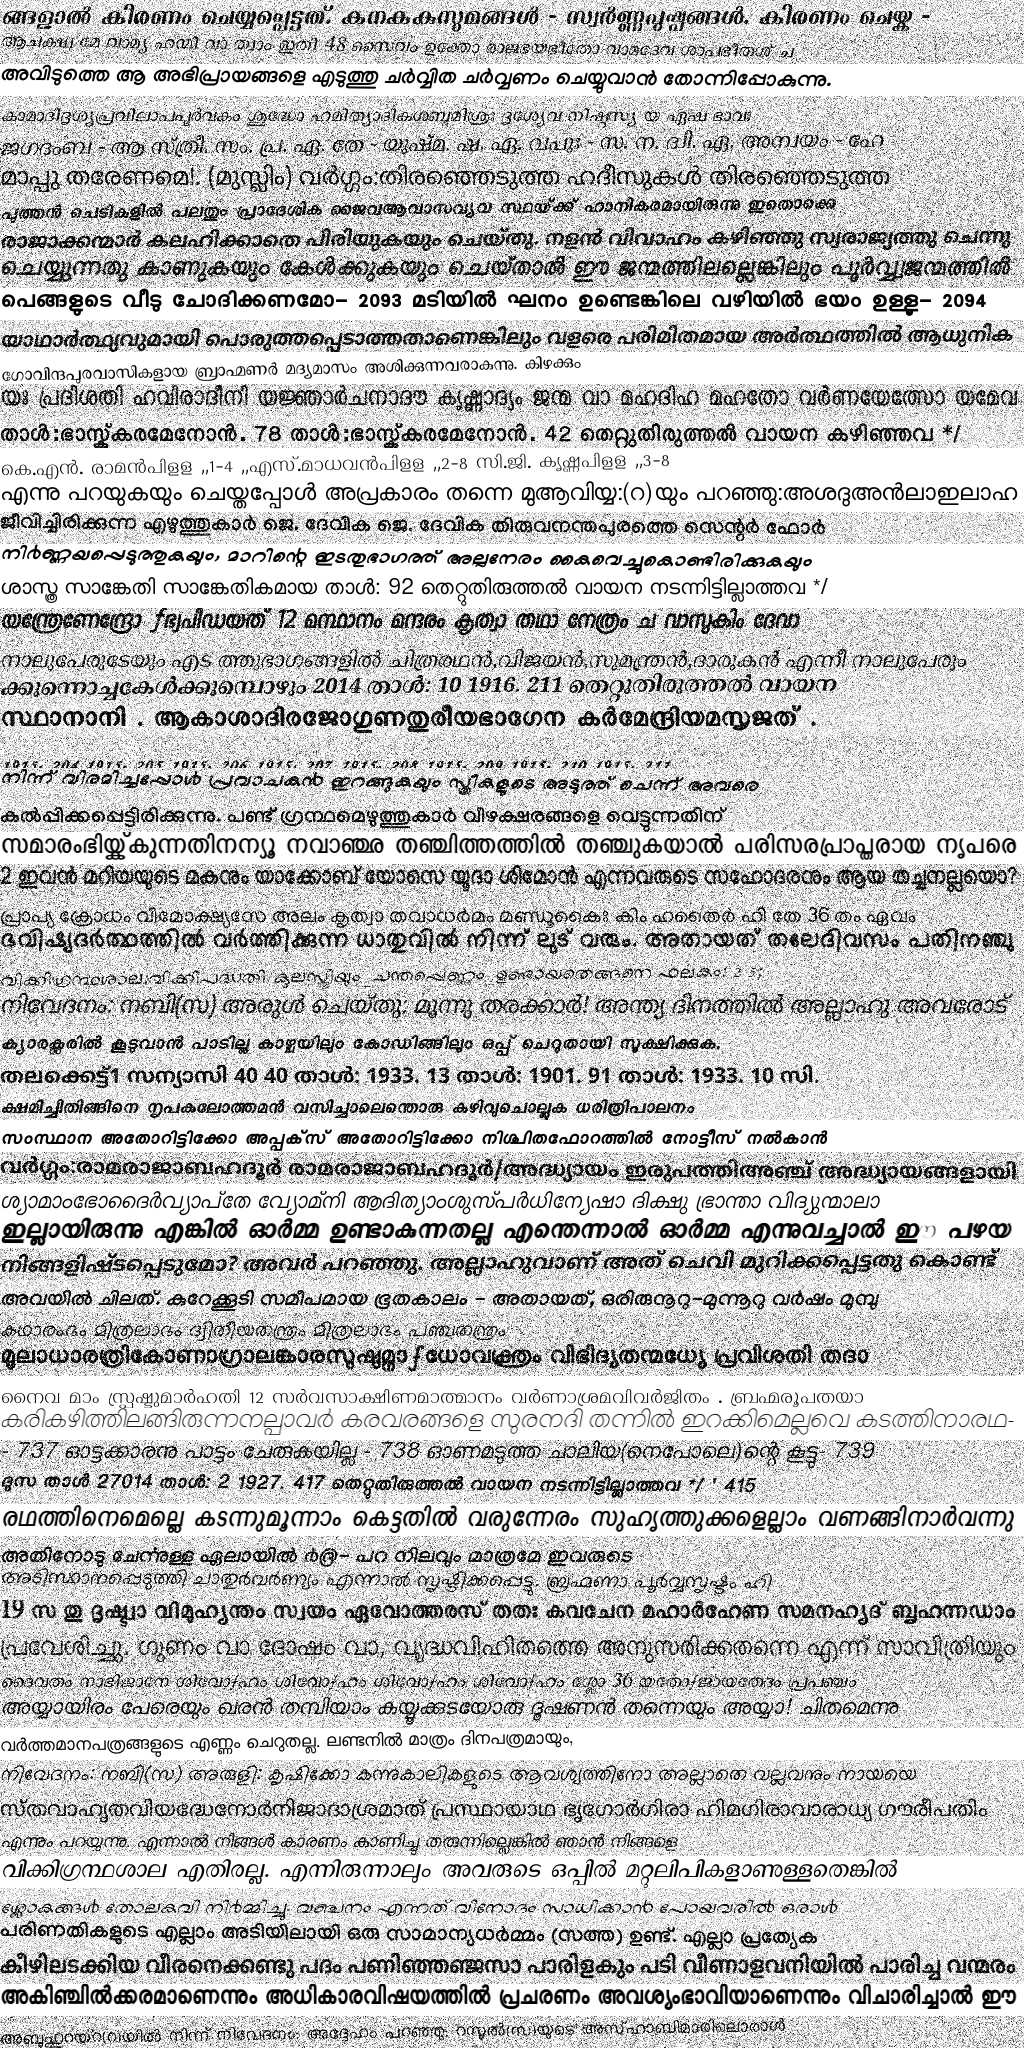 ങ്ങളാൽ കിരണം ചെയ്യപ്പെട്ടത്. കനകകുസുമങ്ങൾ - സ്വർണ്ണപുഷ്പങ്ങൾ. കിരണം ചെയ്ത -
ആചക്ഷ്വ മേ വാമ്യ ഹന്മി വാ ത്വാം ഇതി 48 സൈവം ഉക്തോ രാജഭയഭീതോ വാമദേവ ശാപഭീതശ് ച
അവിടുത്തെ ആ അഭിപ്രായങ്ങളെ എടുത്തു ചർവ്വിത ചർവ്വണം ചെയ്യുവാൻ തോന്നിപ്പോകുന്നു.
കാമാദിദൃശ്യപ്രവിലാപപൂർവകം ശുദ്ധോ ഹമിത്യാദികശബ്ദമിശ്രഃ ദൃശ്യേവ നിഷ്ഠസ്യ യ ഏഷ ഭാവഃ
ജഗദംബ - ആ സ്ത്രീ. സം. പ്ര. ഏ. തേ - യുഷ്മ. ഷ. ഏ. വപുഃ - സ. ന. ദ്വി. ഏ, അന്വയം - ഹേ
മാപ്പു തരേണമെ!. (മുസ്ലിം) വർഗ്ഗം:തിരഞ്ഞെടുത്ത ഹദീസുകൾ തിരഞ്ഞെടുത്ത
പൂത്തൻ ചെടികളിൽ പലതും പ്രാദേശിക ജൈവആവാസവ്യവ സ്ഥയ്ക്ക് ഹാനികരമായിരുന്നു ഇതൊക്കെ
രാജാക്കന്മാർ കലഹിക്കാതെ പിരിയുകയും ചെയ്തു. നളൻ വിവാഹം കഴിഞ്ഞു സ്വരാജ്യത്തു ചെന്നു
ചെയ്യുന്നതു കാണുകയും കേൾക്കുകയും ചെയ്താൽ ഈ ജന്മത്തിലല്ലെങ്കിലും പൂർവ്വജന്മത്തിൽ
പെങ്ങളുടെ വീടു ചോദിക്കണമോ– 2093 മടിയിൽ ഘനം ഉണ്ടെങ്കിലെ വഴിയിൽ ഭയം ഉള്ളൂ– 2094
യാഥാർത്ഥ്യവുമായി പൊരുത്തപ്പെടാത്തതാണെങ്കിലും വളരെ പരിമിതമായ അർത്ഥത്തിൽ ആധുനിക
ഗോവിന്ദപുരവാസികളായ ബ്രാഹ്മണർ മദ്യമാസം അശിക്കുന്നവരാകുന്നു. കിഴക്കും
യഃ പ്രദിശതി ഹവിരാദീനി യജ്ഞാർചനാദൗ കൃഷ്ണാദ്യം ജന്മ വാ മഹദിഹ മഹതോ വർണയേത്സോ യമേവ
താൾ:ഭാസ്ക്കരമേനോൻ. 78 താൾ:ഭാസ്ക്കരമേനോൻ. 42 തെറ്റുതിരുത്തൽ വായന കഴിഞ്ഞവ */
കെ.എൻ. രാമൻപിളള ,,1-4 ,,എസ്.മാധവൻപിളള ,,2-8 സി.ജി. കൃഷ്ണപിളള ,,3-8
എന്നു പറയുകയും ചെയ്തപ്പോൾ അപ്രകാരം തന്നെ മുആവിയ്യ:(റ)യും പറഞ്ഞു:അശദുഅൻലാഇലാഹ
ജീവിച്ചിരിക്കുന്ന എഴുത്തുകാർ ജെ. ദേവിക ജെ. ദേവിക തിരുവനന്തപുരത്തെ സെന്റർ ഫോർ
നിർണ്ണയപ്പെടുത്തുകയും, മാറിന്റെ ഇടതുഭാഗത്ത് അല്പനേരം കൈവെച്ചുകൊണ്ടിരിക്കുകയും
ശാസ്ത്ര സാങ്കേതി സാങ്കേതികമായ താൾ: 92 തെറ്റുതിരുത്തൽ വായന നടന്നിട്ടില്ലാത്തവ */
യന്ത്രേണേന്ദ്രോ ƒഭ്യപീഡയത് 12 മന്ഥാനം മന്ദരം കൃത്വാ തഥാ നേത്രം ച വാസുകിം ദേവാ
നാലുപേരുടേയും എട ത്തുഭാഗങ്ങളിൽ ചിത്രരഥൻ,വിജയൻ,സുമന്ത്രൻ,ദാരുകൻ എന്നീ നാലുപേരും
ക്കുന്നൊച്ചകേൾക്കുമ്പൊഴും 2014 താൾ: 10 1916. 211 തെറ്റുതിരുത്തൽ വായന
സ്ഥാനാനി . ആകാശാദിരജോഗുണതുരീയഭാഗേന കർമേന്ദ്രിയമസൃജത് .
1915. 204 1915. 205 1915. 206 1915. 207 1915. 208 1915. 209 1915. 210 1915. 211
നിന്ന് വിരമിച്ചപ്പോൾ പ്രവാചകൻ ഇറങ്ങുകയും സ്ത്രീകളുടെ അടുത്ത് ചെന്ന് അവരെ
കൽപ്പിക്കപ്പെട്ടിരിക്കുന്നു. പണ്ട് ഗ്രന്ഥമെഴുത്തുകാർ വീഴക്ഷരങ്ങളെ വെട്ടുന്നതിന്
സമാരംഭിയ്ക്കുന്നതിനന്യൂ നവാഞ്ച തഞ്ചിത്തത്തിൽ തഞ്ചുകയാൽ പരിസരപ്രാപ്തരായ നൃപരെ
2 ഇവൻ മറിയയുടെ മകനും യാക്കോബ് യോസെ യൂദാ ശിമോൻ എന്നവരുടെ സഹോദരനും ആയ തച്ചനല്ലയൊ?
പ്രാപ്യ ക്രോധം വിമോക്ഷ്യസേ അലം കൃത്വാ തവാധർമം മണ്ഡൂകൈഃ കിം ഹതൈർ ഹി തേ 36 തം ഏവം
ഭവിഷ്യദർത്ഥത്തിൽ വർത്തിക്കുന്ന ധാതുവിൽ നിന്ന് ലുട് വരും. അതായത് തലേദിവസം പതിനഞ്ചു
വിക്കിഗ്രന്ഥശാല:വിക്കിപദ്ധതി കുലസ്ത്രീയും_ചന്തപ്പെണ്ണും_ഉണ്ടായതെങ്ങനെ ഫലകം! 2 3;
നിവേദനം: നബി(സ) അരുൾ ചെയ്തു: മൂന്നു തരക്കാർ! അന്ത്യ ദിനത്തിൽ അല്ലാഹു അവരോട്
ക്യാരക്ടരിൽ കൂടുവാൻ പാടില്ല കാഴ്ചയിലും കോഡിങ്ങിലും ഒപ്പ് ചെറുതായി സൂക്ഷിക്കുക.
തലക്കെട്ട്1 സന്യാസി 40 40 താൾ: 1933. 13 താൾ: 1901. 91 താൾ: 1933. 10 സി.
ക്ഷമിച്ചിതിങ്ങിനെ നൃപകുലോത്തമൻ വസിച്ചാലെന്തൊരു കഴിവുചൊല്ലുക ധരിത്രിപാലനം
സംസ്ഥാന അതോറിട്ടിക്കോ അപ്പക്സ് അതോറിട്ടിക്കോ നിശ്ചിതഫോറത്തിൽ നോട്ടീസ് നൽകാൻ
വർഗ്ഗം:രാമരാജാബഹദൂർ രാമരാജാബഹദൂർ/അദ്ധ്യായം ഇരുപത്തിഅഞ്ച് അദ്ധ്യായങ്ങളായി
ശ്യാമാംഭോദൈർവ്യാപ്തേ വ്യോമ്നി ആദിത്യാംശുസ്പർധിന്യേഷാ ദിക്ഷു ഭ്രാന്താ വിദ്യുന്മാലാ
ഇല്ലായിരുന്നു എങ്കിൽ ഓർമ്മ ഉണ്ടാകുന്നതല്ല എന്തെന്നാൽ ഓർമ്മ എന്നുവച്ചാൽ ഇൗ പഴയ
നിങ്ങളിഷ്ടപ്പെടുമോ? അവർ പറഞ്ഞു. അല്ലാഹുവാണ് അത് ചെവി മുറിക്കപ്പെട്ടതു കൊണ്ട്
അവയിൽ ചിലത്. കുറേക്കൂടി സമീപമായ ഭൂതകാലം - അതായത്, ഒരിരുനൂറു-മുന്നൂറു വർഷം മുമ്പു
കഥാരംഭം മിത്രലാഭം ദ്വിതീയതന്ത്രം മിത്രലാഭം പഞ്ചതന്ത്രം
മൂലാധാരത്രികോണാഗ്രാലങ്കാരസുഷുമ്നാ ƒധോവക്ത്രം വിഭിദ്യതന്മധ്യേ പ്രവിശതി തദാ
നൈവ മാം സ്പ്രഷ്ടുമാർഹതി 12 സർവസാക്ഷിണമാത്മാനം വർണാശ്രമവിവർജിതം . ബ്രഹ്മരൂപതയാ
കരികഴിത്തിലങ്ങിരുന്നനല്പാവർ കരവരങ്ങളെ സുരനദി തന്നിൽ ഇറക്കിമെല്ലവെ കടത്തിനാരഥ-
- 737 ഓട്ടക്കാരനു പാട്ടം ചേരുകയില്ല - 738 ഓണമടുത്ത ചാലിയ(നെപോലെ)ന്റെ കൂട്ടു- 739
ദൂസ താൾ 27014 താൾ: 2 1927. 417 തെറ്റുതിരുത്തൽ വായന നടന്നിട്ടില്ലാത്തവ */ ' 415
രഥത്തിനെമെല്ലെ കടന്നുമൂന്നാം കെട്ടതിൽ വരുന്നേരം സുഹൃത്തുക്കളെല്ലാം വണങ്ങിനാർവന്നു
അതിനോടു ചേർന്നുള്ള ഏലായിൽ ൻ൫൹– പറ നിലവും മാത്രമേ ഇവരുടെ
അടിസ്ഥാനപ്പെടുത്തി ചാതുർവർണ്യം എന്നാൽ സൃഷ്ടിക്കപ്പെട്ടു. ബ്രഹ്മണാ പൂർവ്വസൃഷ്ടം ഹി
19 സ തു ദൃഷ്ട്വാ വിമുഹ്യന്തം സ്വയം ഏവോത്തരസ് തതഃ കവചേന മഹാർഹേണ സമനഹ്യദ് ബൃഹന്നഡാം
പ്രവേശിച്ചു. ഗുണം വാ ദോഷം വാ, വൃദ്ധവിഹിതത്തെ അനുസരിക്കതന്നെ എന്ന് സാവിത്രിയും
ദൈവതം നാഭിജാനേ ശിവോƒഹം ശിവോƒഹം ശിവോƒഹം ശിവോƒഹം ശ്ലോ 36 യതോƒജായതേദം പ്രപഞ്ചം
അയ്യായിരം പേരെയും ഖരൻ തമ്പിയാം കയ്യൂക്കുടയോരു ദൂഷണൻ തന്നെയും അയ്യാ! ചിതമെന്നു
വർത്തമാനപത്രങ്ങളുടെ എണ്ണം ചെറുതല്ല. ലണ്ടനിൽ മാത്രം ദിനപത്രമായും,
നിവേദനം: നബി(സ) അരുളി: കൃഷിക്കോ കന്നുകാലികളുടെ ആവശ്യത്തിനോ അല്ലാതെ വല്ലവനും നായയെ
സ്തവാഹൃതവിയദ്ധേനോർനിജാദാശ്രമാത് പ്രസ്ഥായാഥ ഭൃഗോർഗിരാ ഹിമഗിരാവാരാധ്യ ഗൗരീപതിം
എന്നും പറയുന്നു. എന്നാൽ നീങ്ങൾ കാരണം കാണിച്ചു തരുന്നില്ലെങ്കിൽ ഞാൻ നിങ്ങളെ
വിക്കിഗ്രന്ഥശാല എതിരല്ല. എന്നിരുന്നാലും അവരുടെ ഒപ്പിൽ മറ്റുലിപികളാണുള്ളതെങ്കിൽ
ശ്ലോകങ്ങൾ തോലകവി നിർമ്മിച്ചു. വഞ്ചനം എന്നത് വിനോദം സാധിക്കാൻ പോയവരിൽ ഒരാൾ
പരിണതികളുടെ എല്ലാം അടിയിലായി ഒരു സാമാന്യധർമ്മം (സത്ത) ഉണ്ട്. എല്ലാ പ്രത്യേക
കീഴിലടക്കിയ വീരനെക്കണ്ടു പദം പണിഞ്ഞഞ്ജസാ പാരിളകും പടി വീണാളവനിയിൽ പാരിച്ച വന്മരം
അകിഞ്ചിൽക്കരമാണെന്നും അധികാരവിഷയത്തിൽ പ്രചരണം അവശ്യംഭാവിയാണെന്നും വിചാരിച്ചാൽ ഈ
അബൂഹുറയ്റ(റ)യിൽ നിന്ന് നിവേദനം: അദ്ദേഹം പറഞ്ഞു: റസൂൽ(സ)യുടെ അസ്ഹാബിമാരിലൊരാൾ